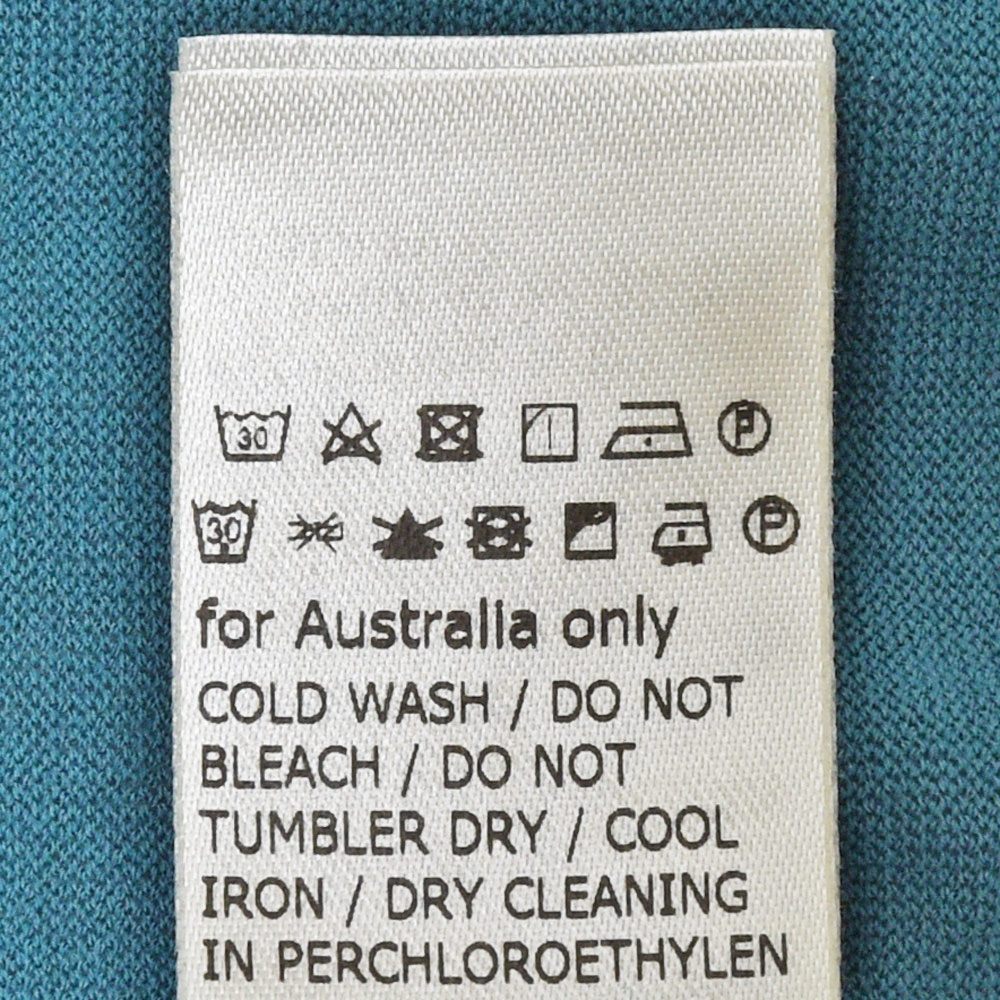 30 P
30 P
for Australia only
COLD WASH / DO NOT
BLEACH / DO NOT
TUMBLER DRY / COOL
IRON / DRY CLEANING
IN PERCHLOROETHYLEN